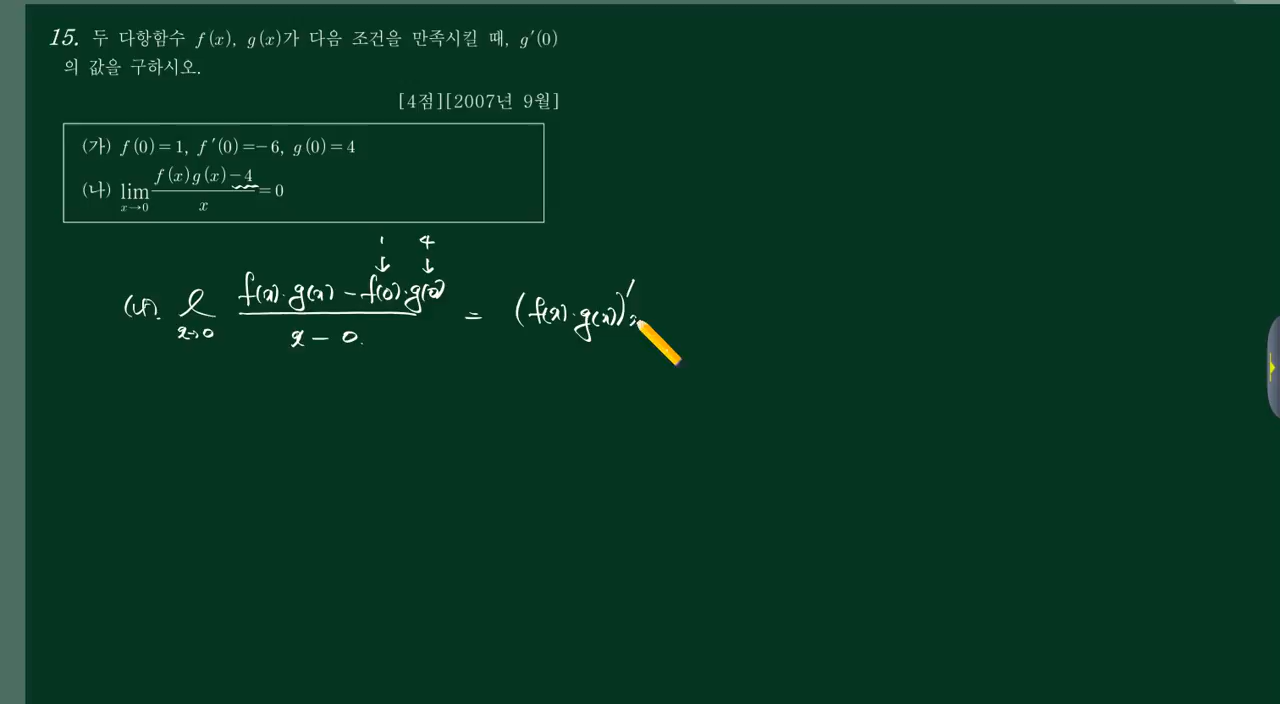 15. 두 다항함수 f(x), g(x)가 다음 조건을 만족시킬 때, g′(0)
의 값을 구하시오.
[4점][2007년 9월]
(가) f(0)=1, f′(0)=−6, g(0)=4
(나) lim x→0 f(x)g(x)−4 / x =0
1 4
↓ ↓
(나). l x→0 f(x)·g(x) − f(0)·g(0) / x − 0. = (f(x)·g(x))′